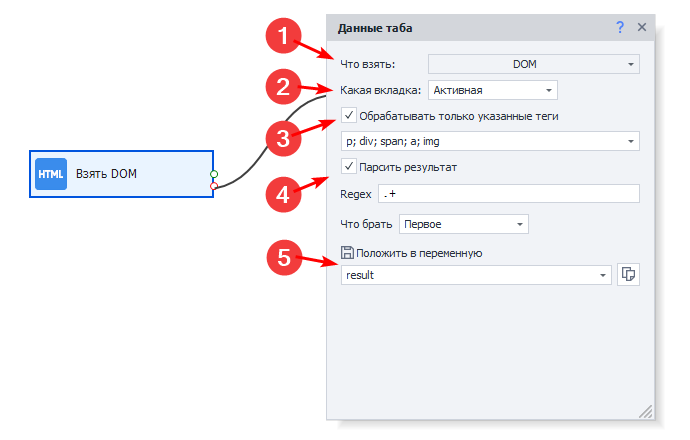 Данные таба ?
1
Что взять: DOM
2
Какая вкладка: Активная
3
Обрабатывать только указанные теги
p; div; span; a; img
HTML Взять DOM
4
Парсить результат
Regex .+
Что брать Первое
5
Положить в переменную
result